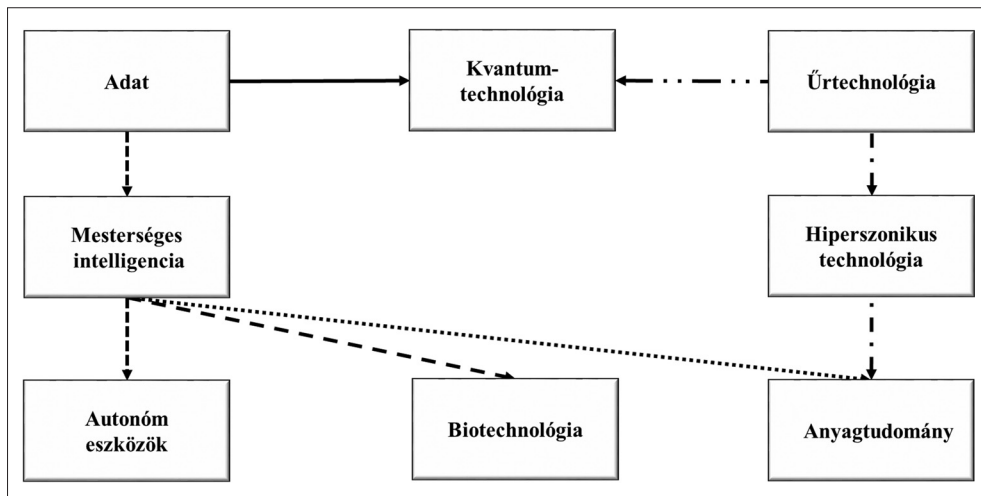 Adat
Kvantum-
technológia
Űrtechnológia
Mesterséges
intelligencia
Hiperszonikus
technológia
Autonóm
eszközök
Biotechnológia
Anyagtudomány